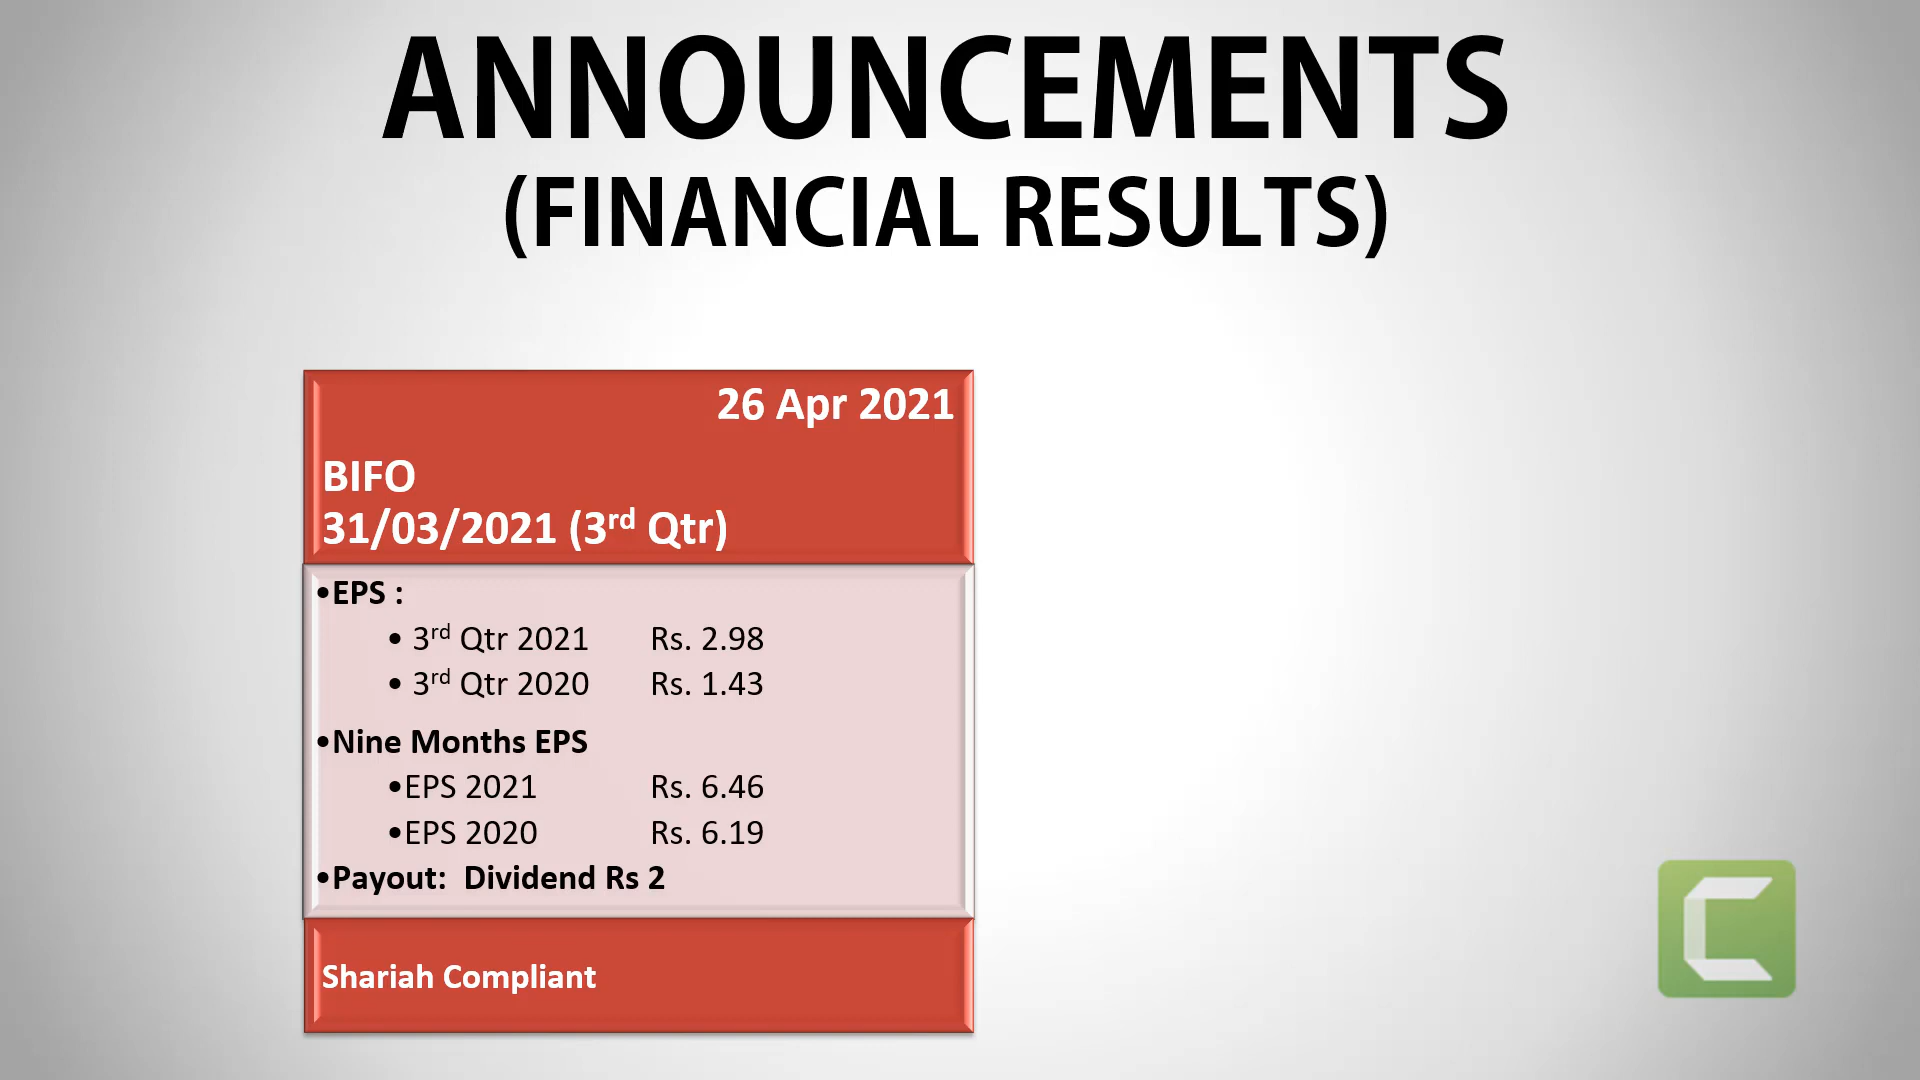 ANNOUNCEMENTS
(FINANCIAL RESULTS)
26 Apr 2021
BIFO
31/03/2021 (3rd Qtr)
•EPS :
• 3rd Qtr 2021 Rs. 2.98
• 3rd Qtr 2020 Rs. 1.43
•Nine Months EPS
•EPS 2021 Rs. 6.46
•EPS 2020 Rs. 6.19
•Payout: Dividend Rs 2
Shariah Compliant
C